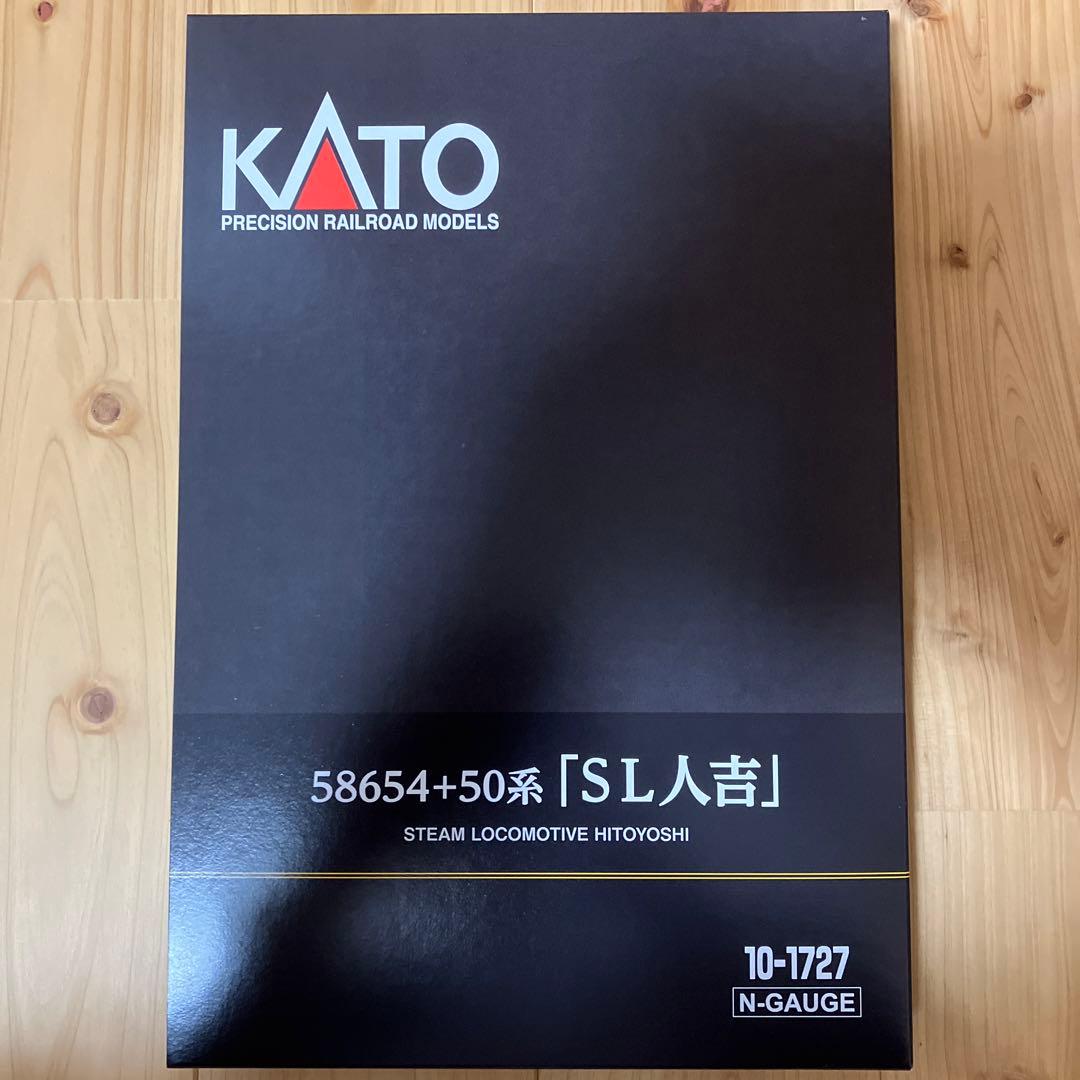 KATO
PRECISION RAILROAD MODELS
58654+50系「SL人吉」
STEAM LOCOMOTIVE HITOYOSHI
10-1727
N-GAUGE